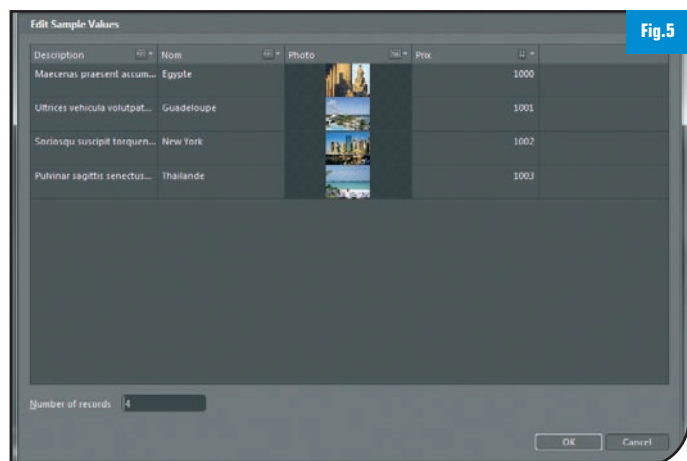 Edit Sample Values
Fig.5
Description Nom Photo Prix
Maecenas praesent accum... Egypte 1000
Ultrices vehicula volutpat... Guadeloupe 1001
Sociosqu suscipit torquen... New York 1002
Pulvinar sagittis senectus... Thailande 1003
Number of records 4
OK Cancel